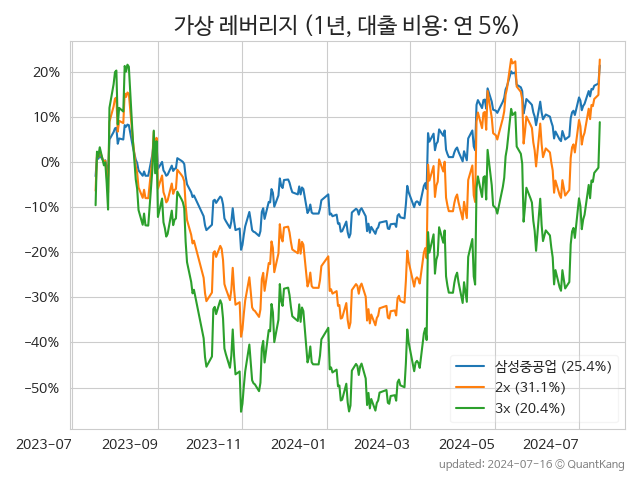 가상 레버리지 (1년, 대출 비용: 연 5%)
20%
10%
0%
−10%
−20%
−30%
−40%
−50%
삼성중공업 (25.4%)
2x (31.1%)
3x (20.4%)
2023-07 2023-09 2023-11 2024-01 2024-03 2024-05 2024-07
updated: 2024-07-16 © QuantKang